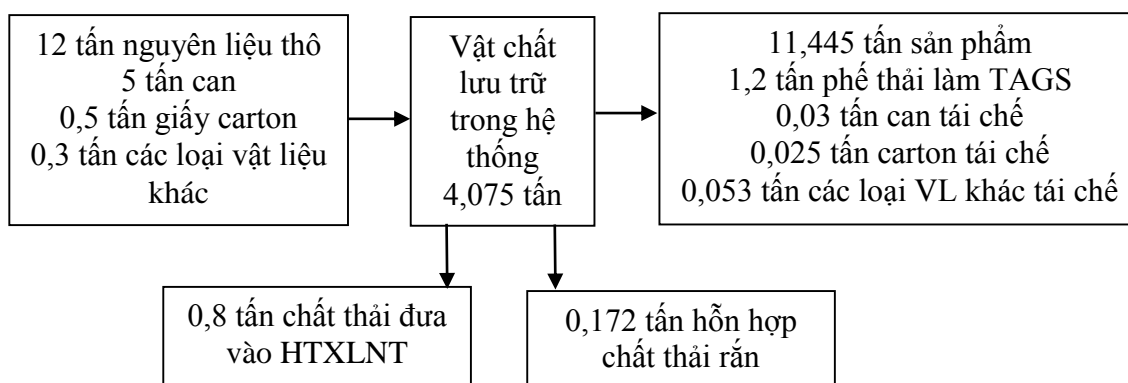 12 tấn nguyên liệu thô
5 tấn can
0,5 tấn giấy carton
0,3 tấn các loại vật liệu
khác
Vật chất
lưu trữ
trong hệ
thống
4,075 tấn
11,445 tấn sản phẩm
1,2 tấn phế thải làm TAGS
0,03 tấn can tái chế
0,025 tấn carton tái chế
0,053 tấn các loại VL khác tái chế
0,8 tấn chất thải đưa
vào HTXLNT
0,172 tấn hỗn hợp
chất thải rắn